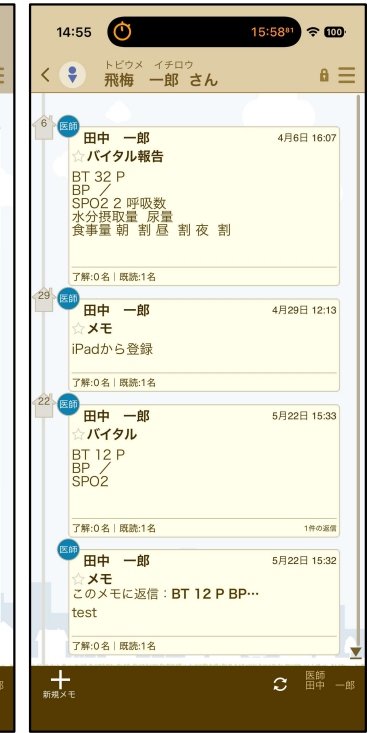 14:55
15:58⁸¹
100
トビウメ イチロウ
飛梅 一郎 さん
6
医師
田中 一郎
4月6日 16:07
☆バイタル報告
BT 32 P
BP ／
SPO2 2 呼吸数
水分摂取量 尿量
食事量 朝 割 昼 割 夜 割
了解:0名｜既読:1名
29
医師
田中 一郎
4月29日 12:13
☆メモ
iPadから登録
了解:0名｜既読:1名
22
医師
田中 一郎
5月22日 15:33
☆バイタル
BT 12 P
BP ／
SPO2
了解:0名｜既読:1名
1件の返信
医師
田中 一郎
5月22日 15:32
☆メモ
このメモに返信：BT 12 P BP…
test
了解:0名｜既読:1名
新規メモ
医師
田中 一郎
郎